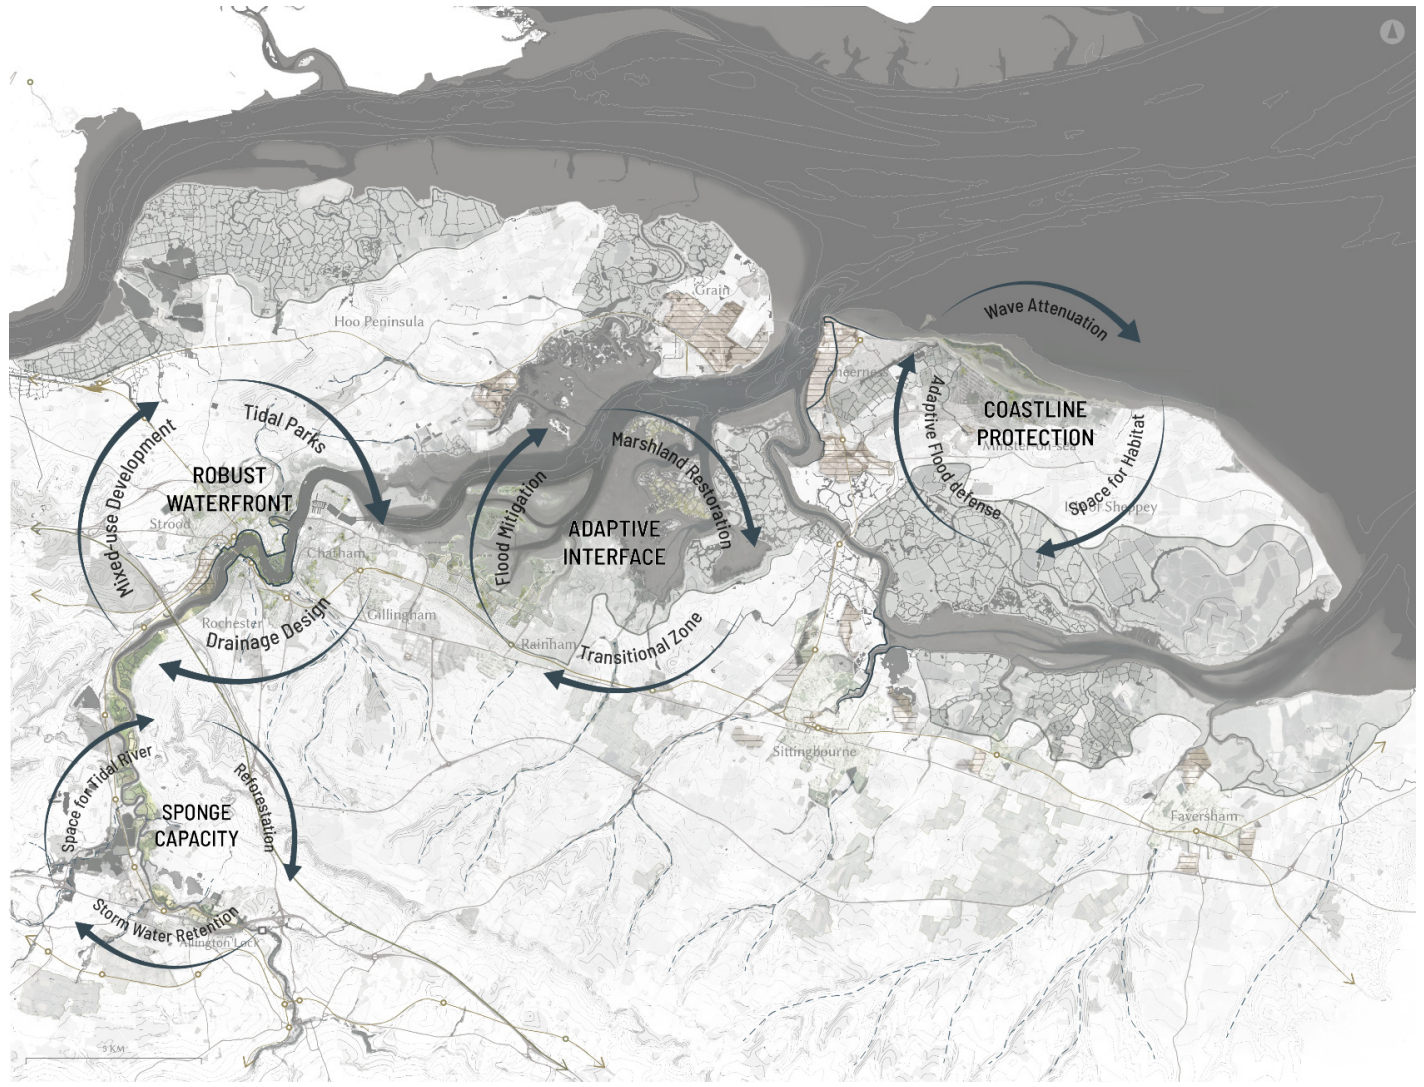 Grain
Hoo Peninsula
Wave Attenuation
Sheerness
Adaptive Flood defense
COASTLINE
PROTECTION
Minster-on-sea
Space for Habitat
Isle of Sheppey
Tidal Parks
Mixed-use Development
ROBUST
WATERFRONT
Strood
Chatham
Rochester
Gillingham
Drainage Design
Marshland Restoration
Flood Mitigation
ADAPTIVE
INTERFACE
Rainham
Transitional Zone
Sittingbourne
Faversham
Space for Tidal River
Reforestation
SPONGE
CAPACITY
Storm Water Retention
Allington Lock
5 KM